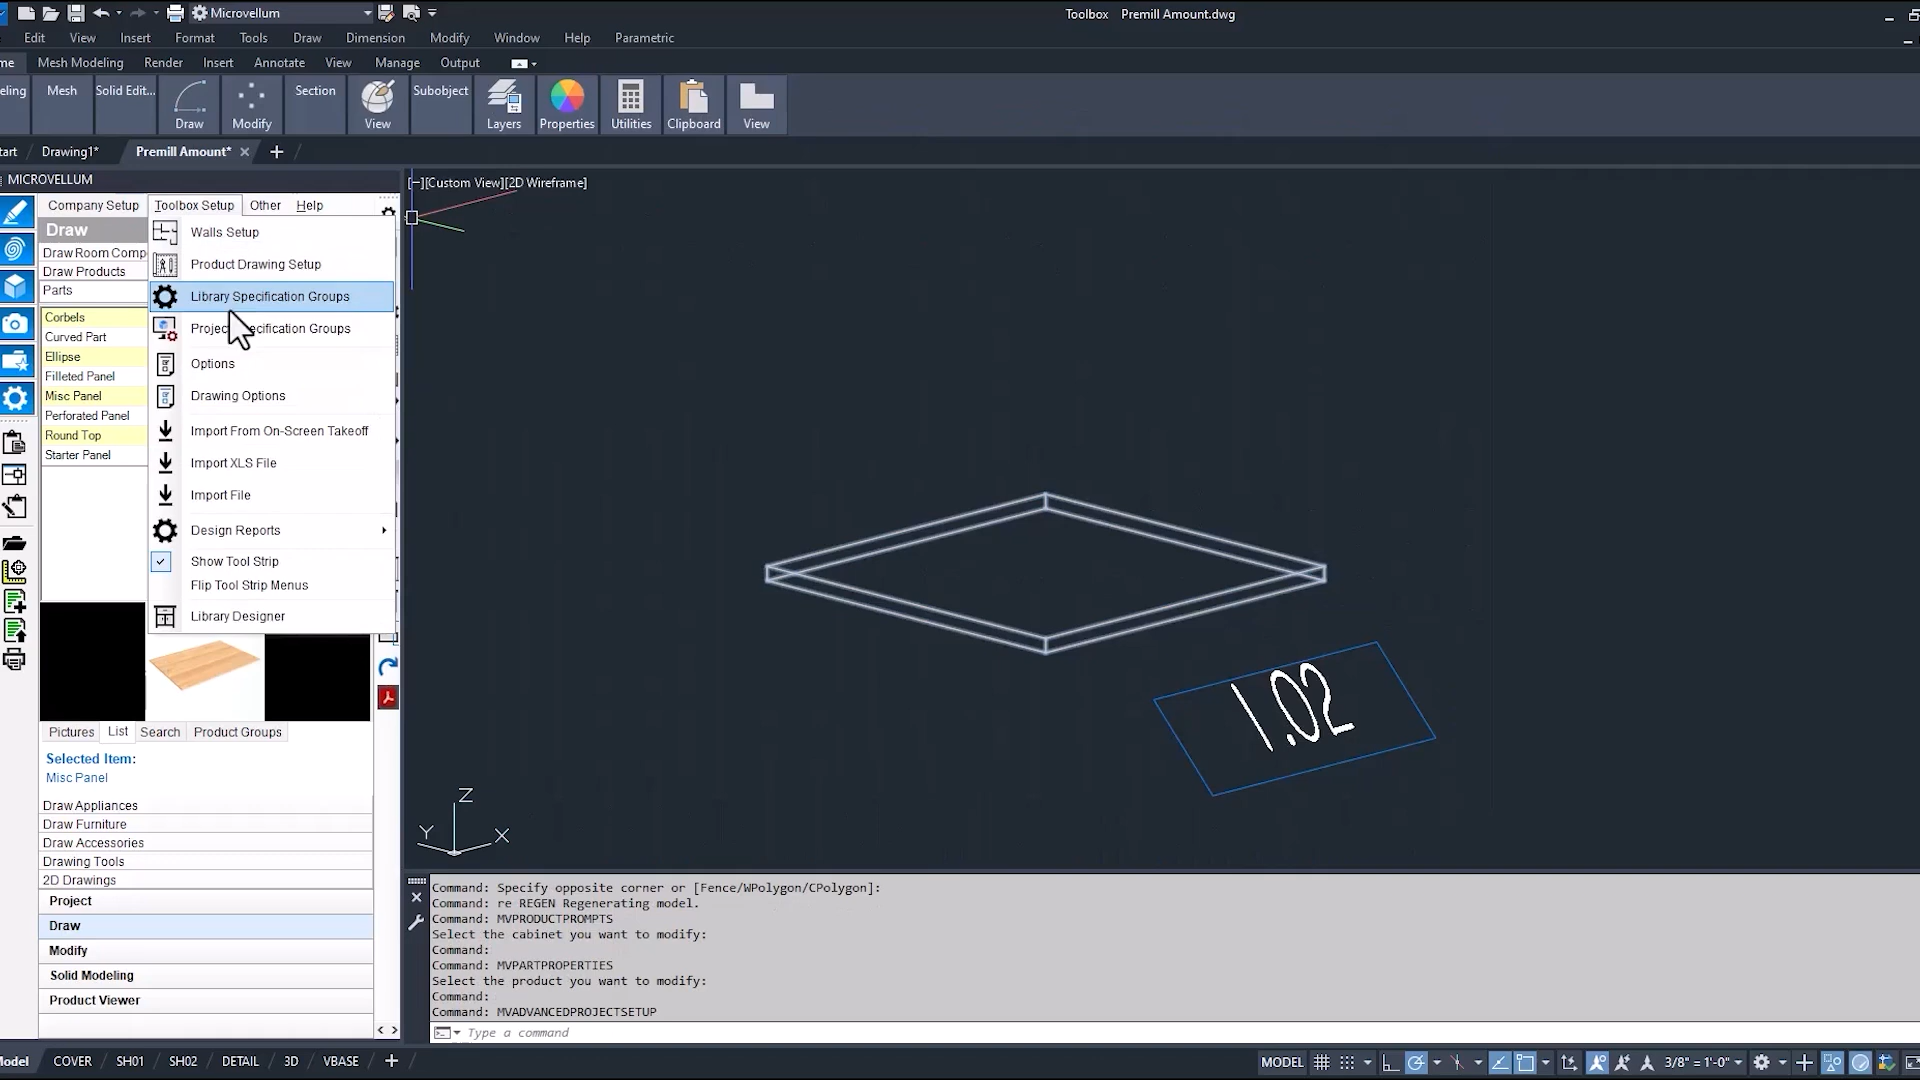 Microvellum
Toolbox Premill Amount.dwg
Edit View Insert Format Tools Draw Dimension Modify Window Help Parametric
me Mesh Modeling Render Insert Annotate View Manage Output
eling Mesh Solid Edit... Draw Modify Section View Subobject Layers Properties Utilities Clipboard View
tart Drawing1* Premill Amount*
MICROVELLUM
[−][Custom View][2D Wireframe]
Company Setup Toolbox Setup Other Help
Draw
Draw Room Comp
Draw Products
Parts
Corbels
Curved Part
Ellipse
Filleted Panel
Misc Panel
Perforated Panel
Round Top
Starter Panel
Walls Setup
Product Drawing Setup
Library Specification Groups
Projec ecification Groups
Options
Drawing Options
Import From On-Screen Takeoff
Import XLS File
Import File
Design Reports
Show Tool Strip
Flip Tool Strip Menus
Library Designer
Pictures List Search Product Groups
Selected Item:
Misc Panel
Draw Appliances
Draw Furniture
Draw Accessories
Drawing Tools
2D Drawings
Project
Draw
Modify
Solid Modeling
Product Viewer
1.02
Z
Y X
Command: Specify opposite corner or [Fence/WPolygon/CPolygon]:
Command: re REGEN Regenerating model.
Command: MVPRODUCTPROMPTS
Select the cabinet you want to modify:
Command:
Command: MVPARTPROPERTIES
Select the product you want to modify:
Command:
Command: MVADVANCEDPROJECTSETUP
Type a command
Model COVER SH01 SH02 DETAIL 3D VBASE
MODEL 3/8" = 1'-0"